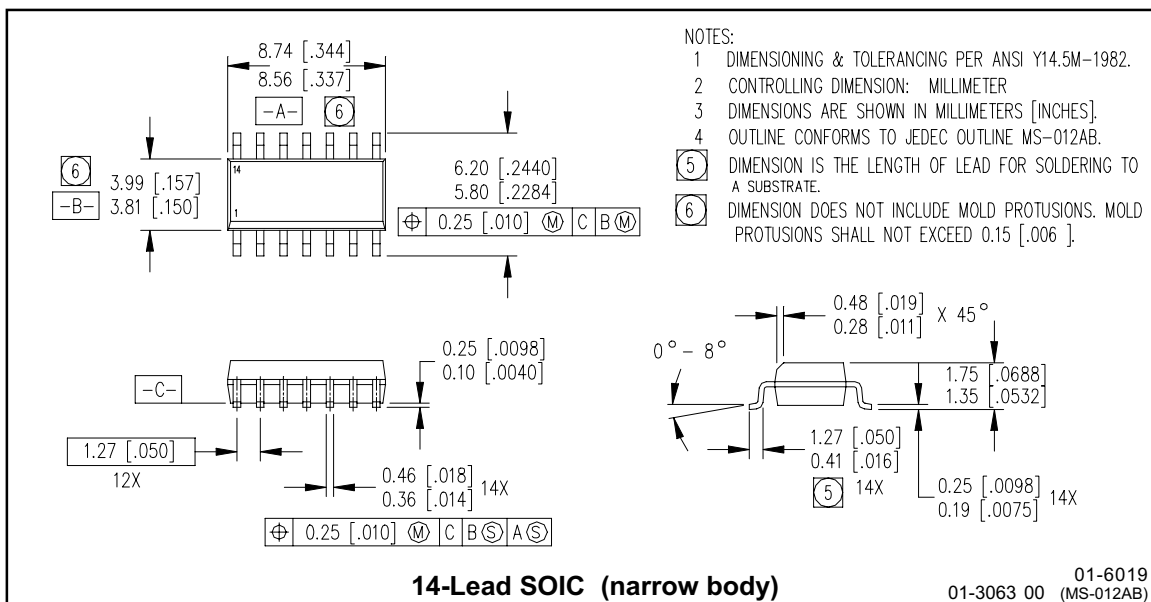 8.74 [.344]
8.56 [.337]
-A- 6
6
3.99 [.157]
3.81 [.150]
-B-
14
1
6.20 [.2440]
5.80 [.2284]
⌖ 0.25 [.010] Ⓜ C B Ⓜ
NOTES:
1 DIMENSIONING & TOLERANCING PER ANSI Y14.5M-1982.
2 CONTROLLING DIMENSION: MILLIMETER
3 DIMENSIONS ARE SHOWN IN MILLIMETERS [INCHES].
4 OUTLINE CONFORMS TO JEDEC OUTLINE MS-012AB.
5 DIMENSION IS THE LENGTH OF LEAD FOR SOLDERING TO
A SUBSTRATE.
6 DIMENSION DOES NOT INCLUDE MOLD PROTUSIONS. MOLD
PROTUSIONS SHALL NOT EXCEED 0.15 [.006 ].
-C-
0.25 [.0098]
0.10 [.0040]
1.27 [.050]
12X
0.46 [.018]
0.36 [.014] 14X
⌖ 0.25 [.010] Ⓜ C B Ⓢ A Ⓢ
0.48 [.019]
0.28 [.011] X 45°
0°-8°
1.75 [.0688]
1.35 [.0532]
1.27 [.050]
0.41 [.016]
5 14X
0.25 [.0098]
0.19 [.0075] 14X
14-Lead SOIC (narrow body)
01-6019
01-3063 00 (MS-012AB)